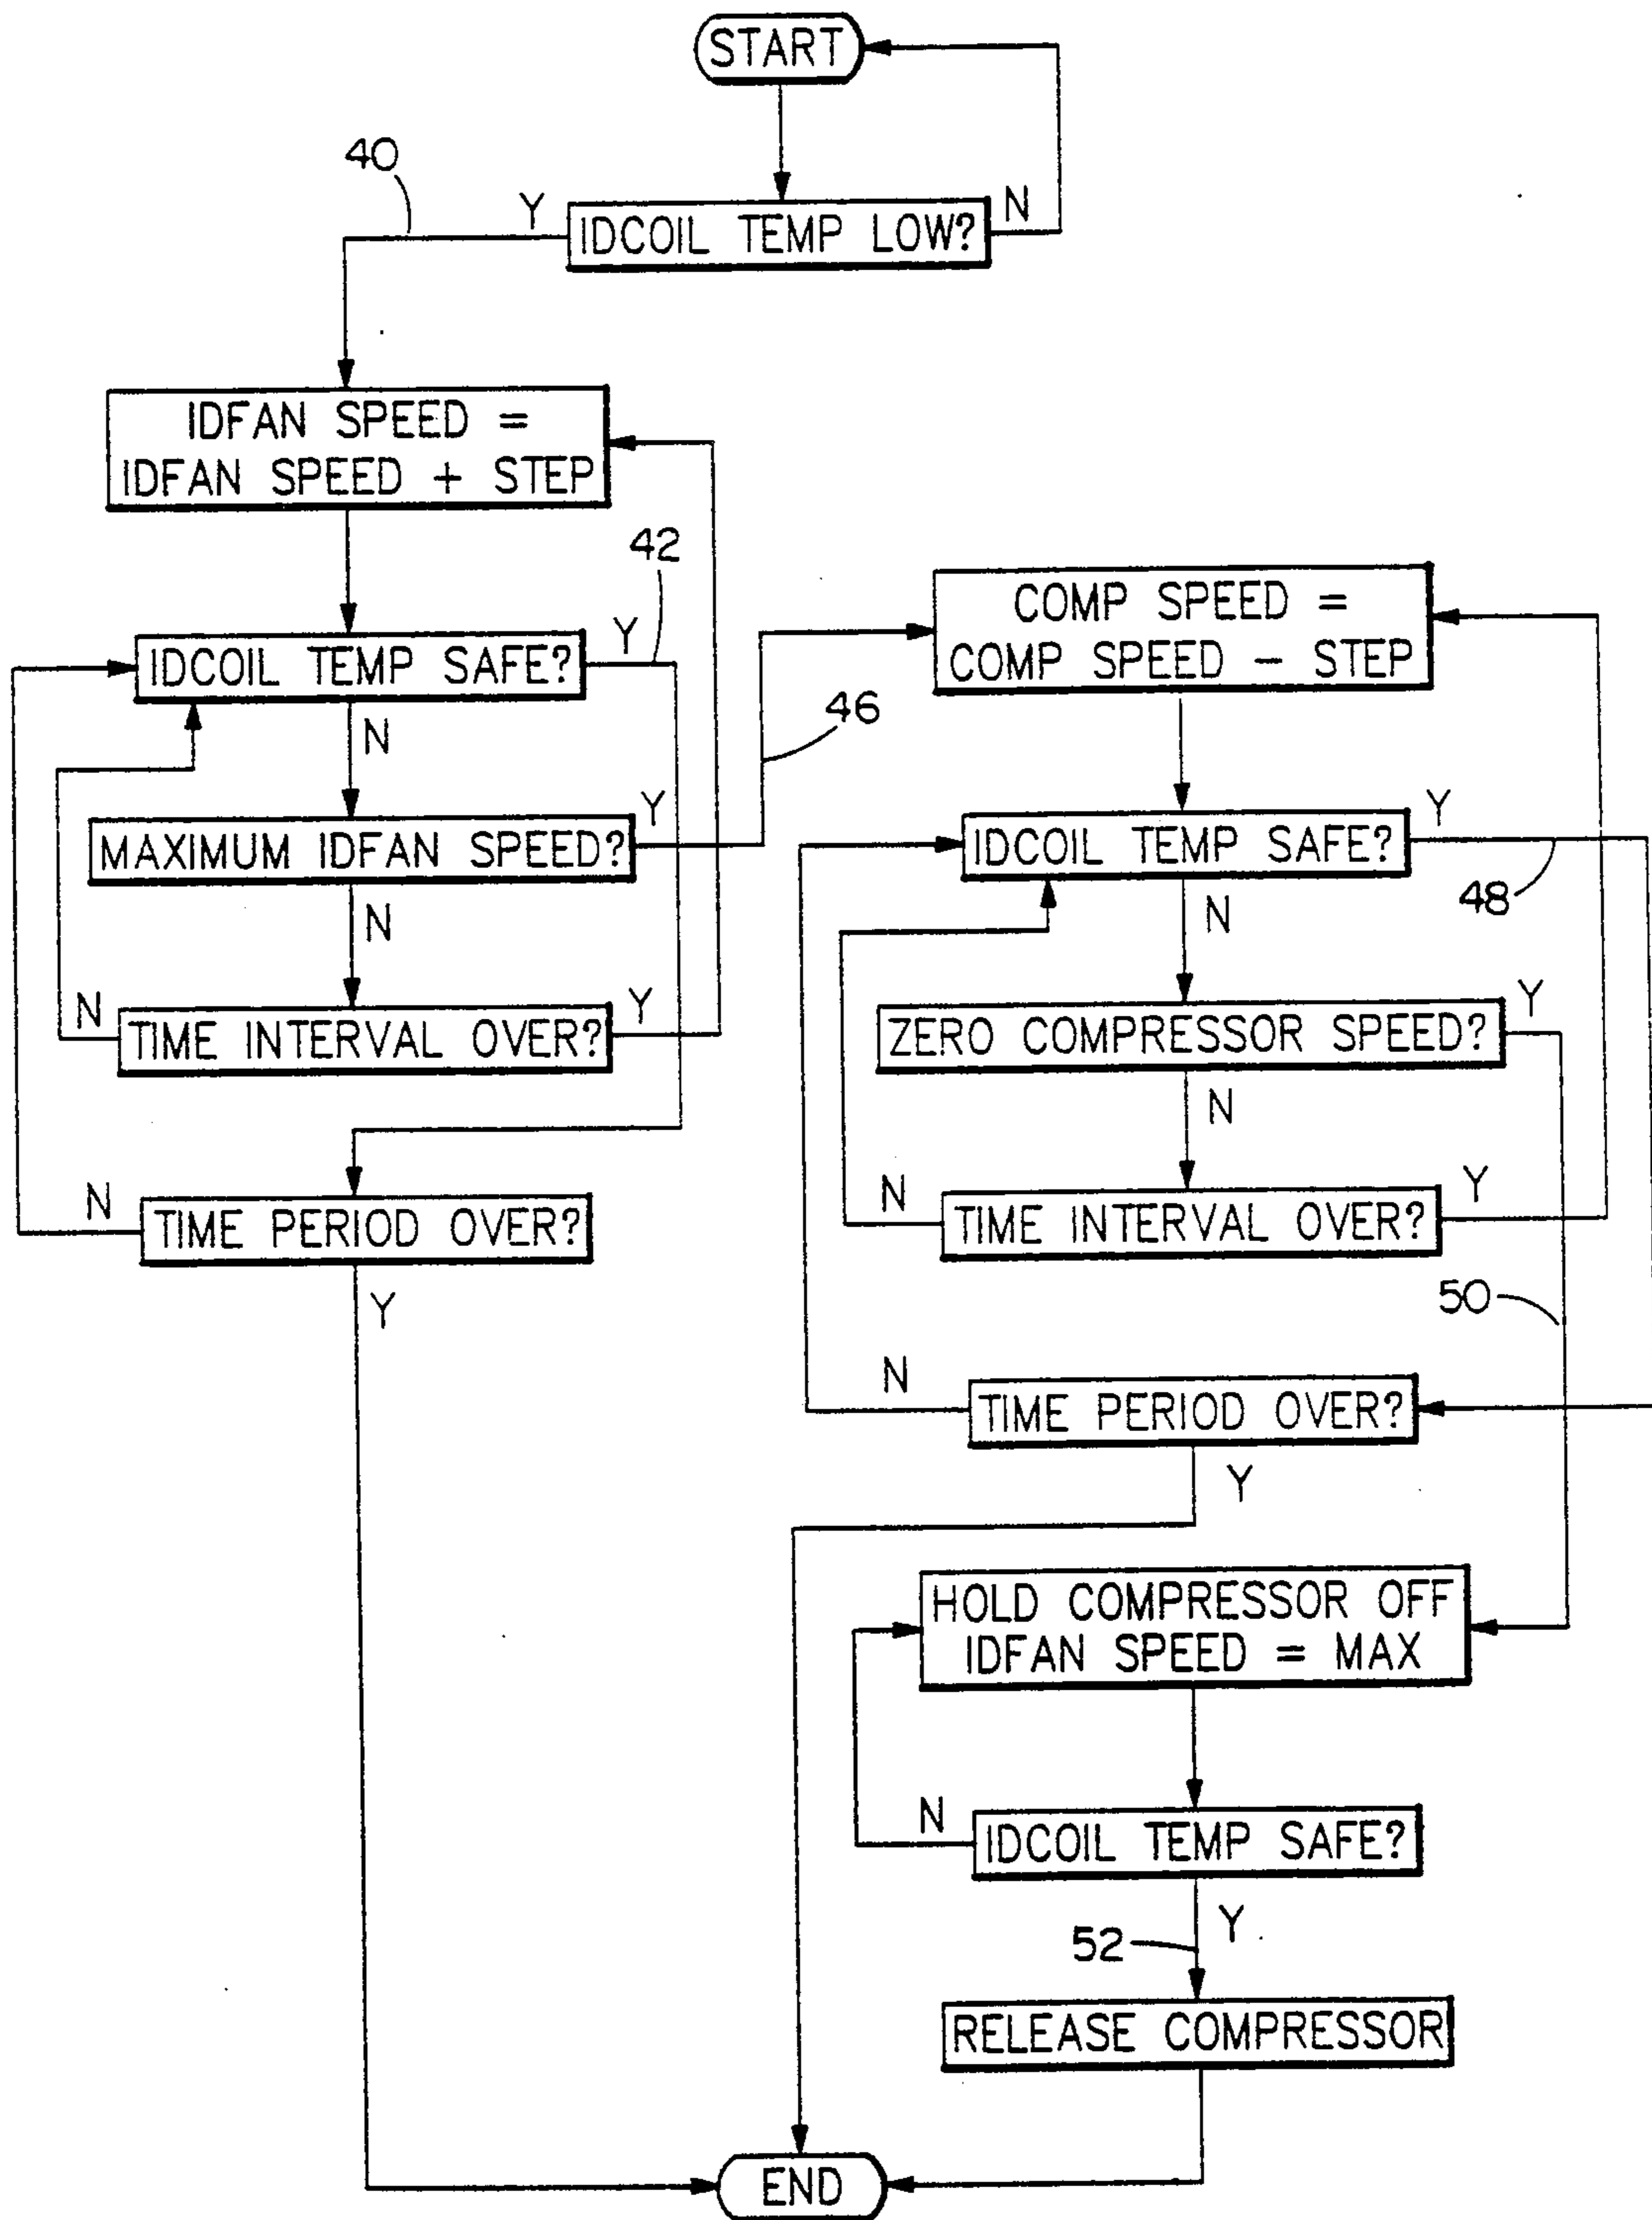 START
40
Y
IDCOIL TEMP LOW?
N
IDFAN SPEED =
IDFAN SPEED + STEP
42
IDCOIL TEMP SAFE?
Y
N
MAXIMUM IDFAN SPEED?
Y
46
N
N
TIME INTERVAL OVER?
Y
N
TIME PERIOD OVER?
Y
COMP SPEED =
COMP SPEED - STEP
IDCOIL TEMP SAFE?
Y
48
N
ZERO COMPRESSOR SPEED?
Y
N
N
TIME INTERVAL OVER?
Y
50
N
TIME PERIOD OVER?
Y
HOLD COMPRESSOR OFF
IDFAN SPEED = MAX
N
IDCOIL TEMP SAFE?
52
Y
RELEASE COMPRESSOR
END